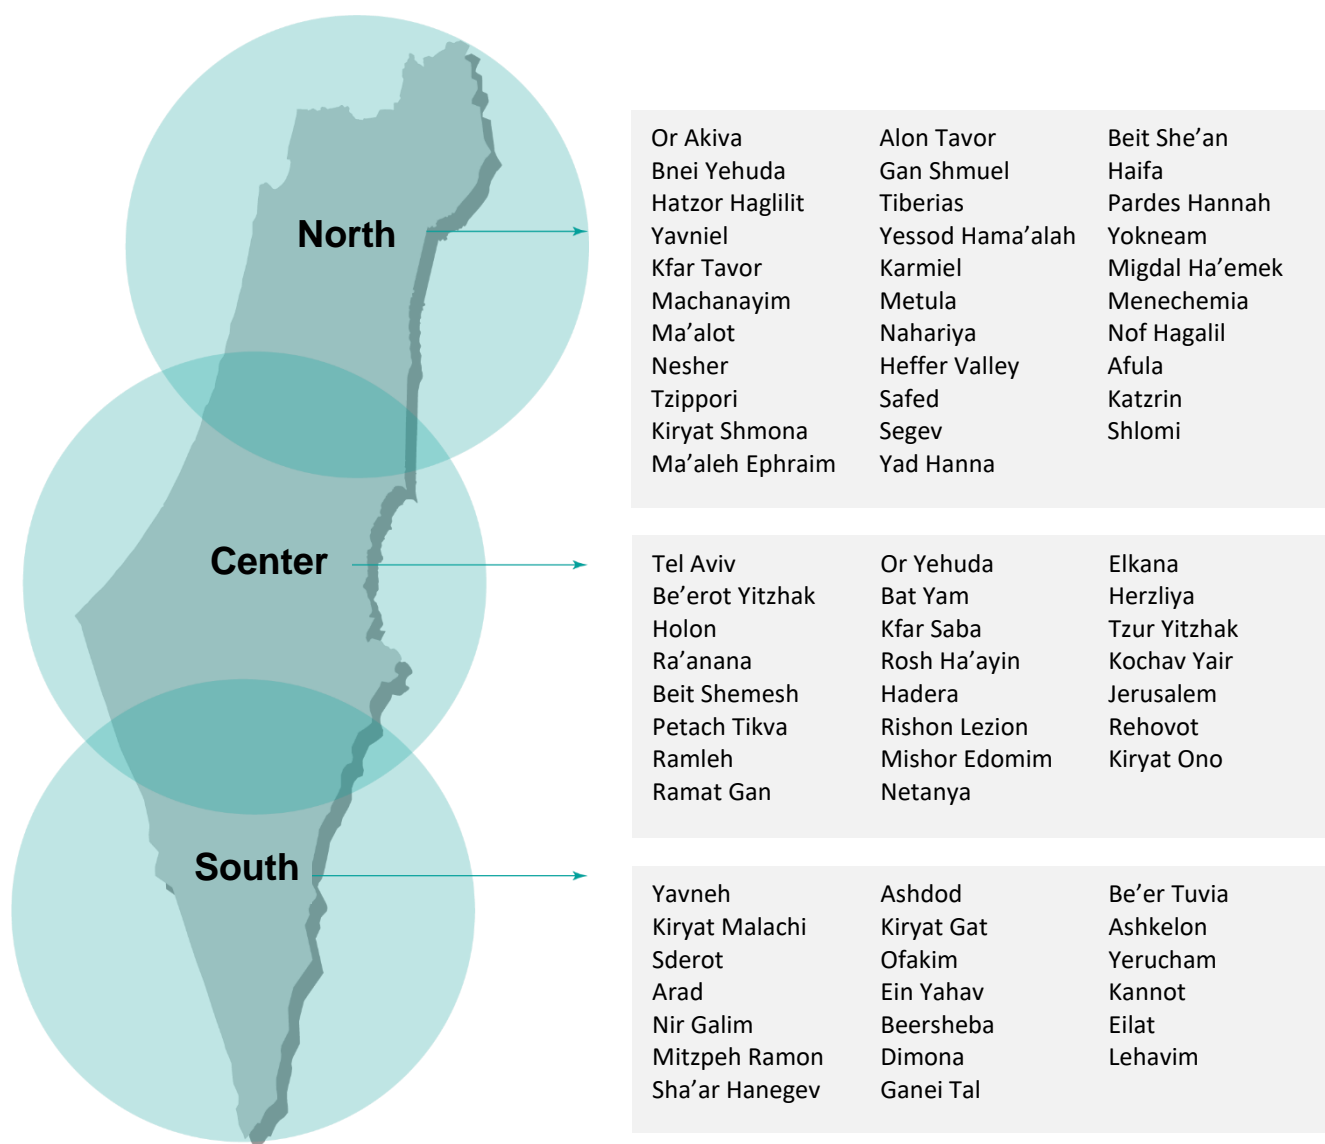 North
Or Akiva Alon Tavor Beit She’an
Bnei Yehuda Gan Shmuel Haifa
Hatzor Haglilit Tiberias Pardes Hannah
Yavniel Yessod Hama’alah Yokneam
Kfar Tavor Karmiel Migdal Ha’emek
Machanayim Metula Menechemia
Ma’alot Nahariya Nof Hagalil
Nesher Heffer Valley Afula
Tzippori Safed Katzrin
Kiryat Shmona Segev Shlomi
Ma’aleh Ephraim Yad Hanna
Center
Tel Aviv Or Yehuda Elkana
Be’erot Yitzhak Bat Yam Herzliya
Holon Kfar Saba Tzur Yitzhak
Ra’anana Rosh Ha’ayin Kochav Yair
Beit Shemesh Hadera Jerusalem
Petach Tikva Rishon Lezion Rehovot
Ramleh Mishor Edomim Kiryat Ono
Ramat Gan Netanya
South
Yavneh Ashdod Be’er Tuvia
Kiryat Malachi Kiryat Gat Ashkelon
Sderot Ofakim Yerucham
Arad Ein Yahav Kannot
Nir Galim Beersheba Eilat
Mitzpeh Ramon Dimona Lehavim
Sha’ar Hanegev Ganei Tal